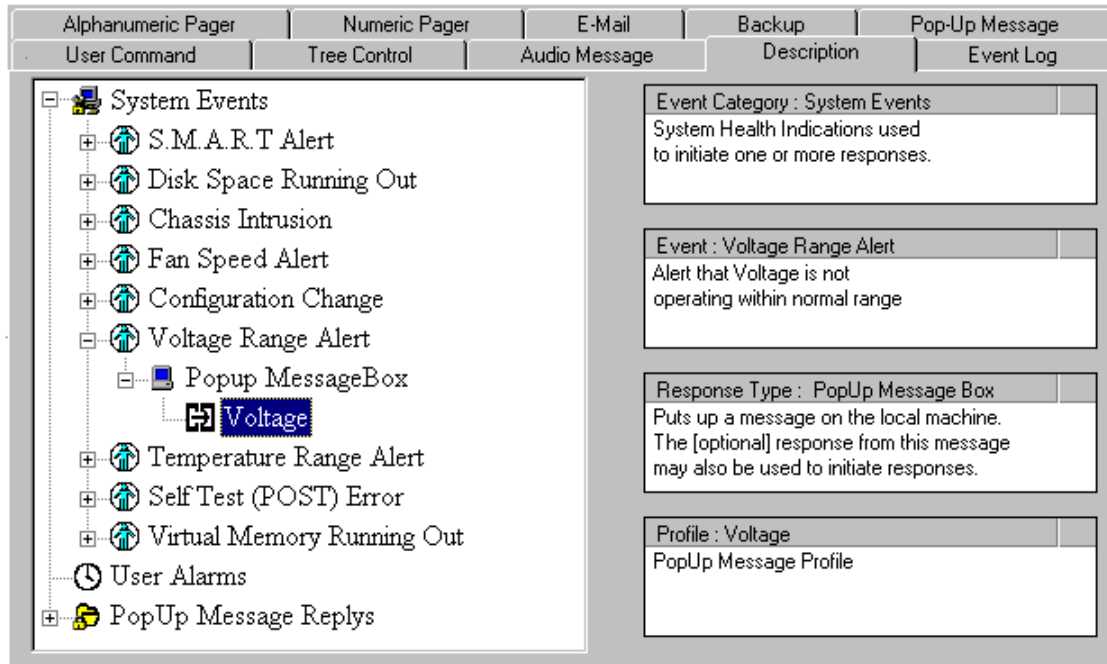 Alphanumeric Pager Numeric Pager E-Mail Backup Pop-Up Message
User Command Tree Control Audio Message Description Event Log
System Events
S.M.A.R.T Alert
Disk Space Running Out
Chassis Intrusion
Fan Speed Alert
Configuration Change
Voltage Range Alert
Popup MessageBox
Voltage
Temperature Range Alert
Self Test (POST) Error
Virtual Memory Running Out
User Alarms
PopUp Message Replys
Event Category : System Events
System Health Indications used
to initiate one or more responses.
Event : Voltage Range Alert
Alert that Voltage is not
operating within normal range
Response Type : PopUp Message Box
Puts up a message on the local machine.
The [optional] response from this message
may also be used to initiate responses.
Profile : Voltage
PopUp Message Profile